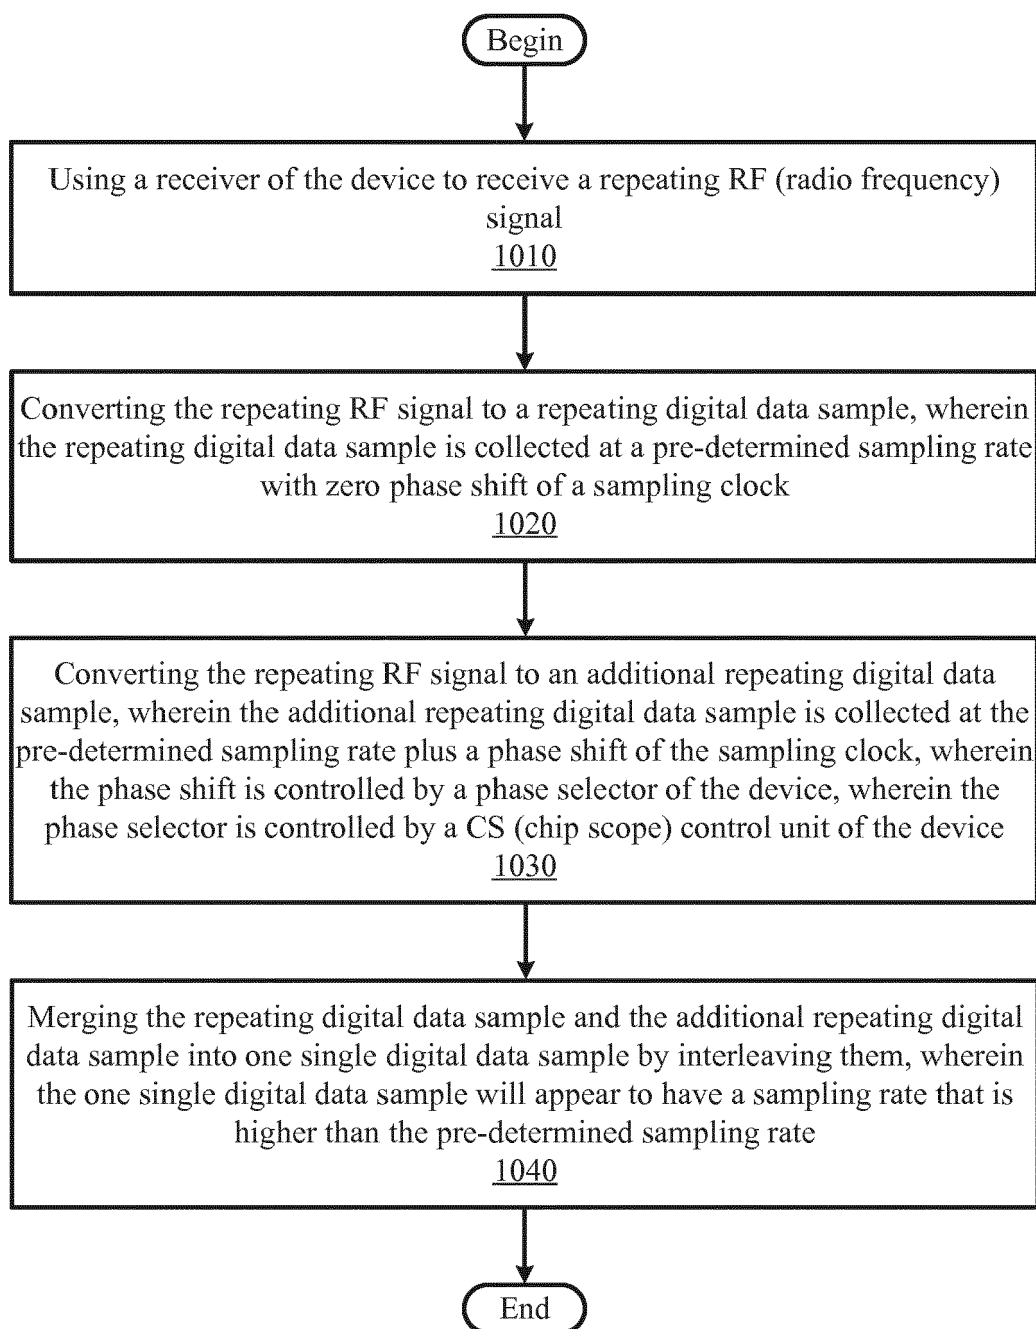 Begin
Using a receiver of the device to receive a repeating RF (radio frequency)
signal
1010
Converting the repeating RF signal to a repeating digital data sample, wherein
the repeating digital data sample is collected at a pre-determined sampling rate
with zero phase shift of a sampling clock
1020
Converting the repeating RF signal to an additional repeating digital data
sample, wherein the additional repeating digital data sample is collected at the
pre-determined sampling rate plus a phase shift of the sampling clock, wherein
the phase shift is controlled by a phase selector of the device, wherein the
phase selector is controlled by a CS (chip scope) control unit of the device
1030
Merging the repeating digital data sample and the additional repeating digital
data sample into one single digital data sample by interleaving them, wherein
the one single digital data sample will appear to have a sampling rate that is
higher than the pre-determined sampling rate
1040
End